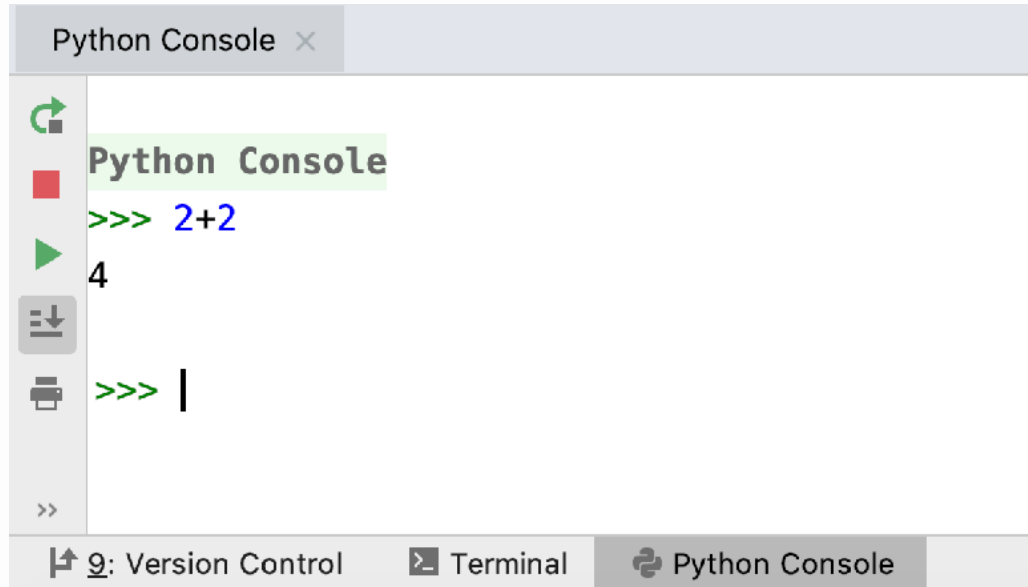 Python Console
Python Console
>>> 2+2
4
>>>
9: Version Control Terminal Python Console